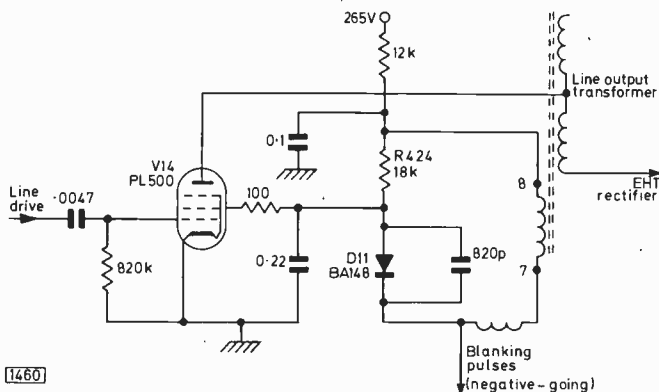 265V
12k
Line output
transformer
0·1
R424
18k
V14
PL500
Line
drive
·0047
100
8
EHT
rectifier
820k
0·22
D11
BA148
820p
7
Blanking
pulses
(negative-going)
1460